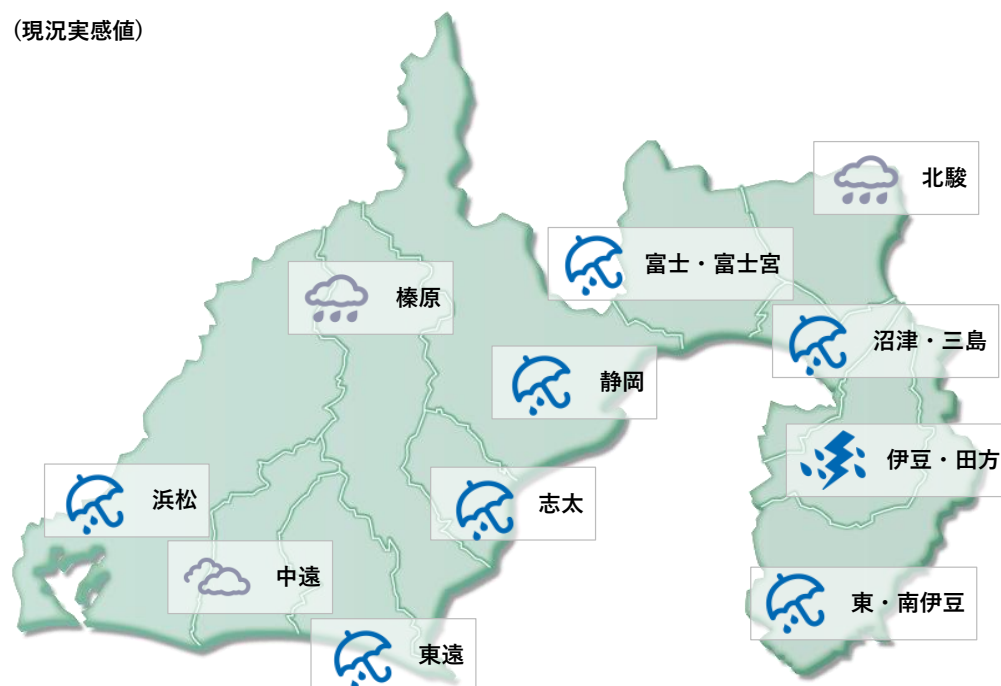 (現況実感値)
北駿
富士・富士宮
榛原
沼津・三島
静岡
伊豆・田方
浜松
志太
中遠
東・南伊豆
東遠